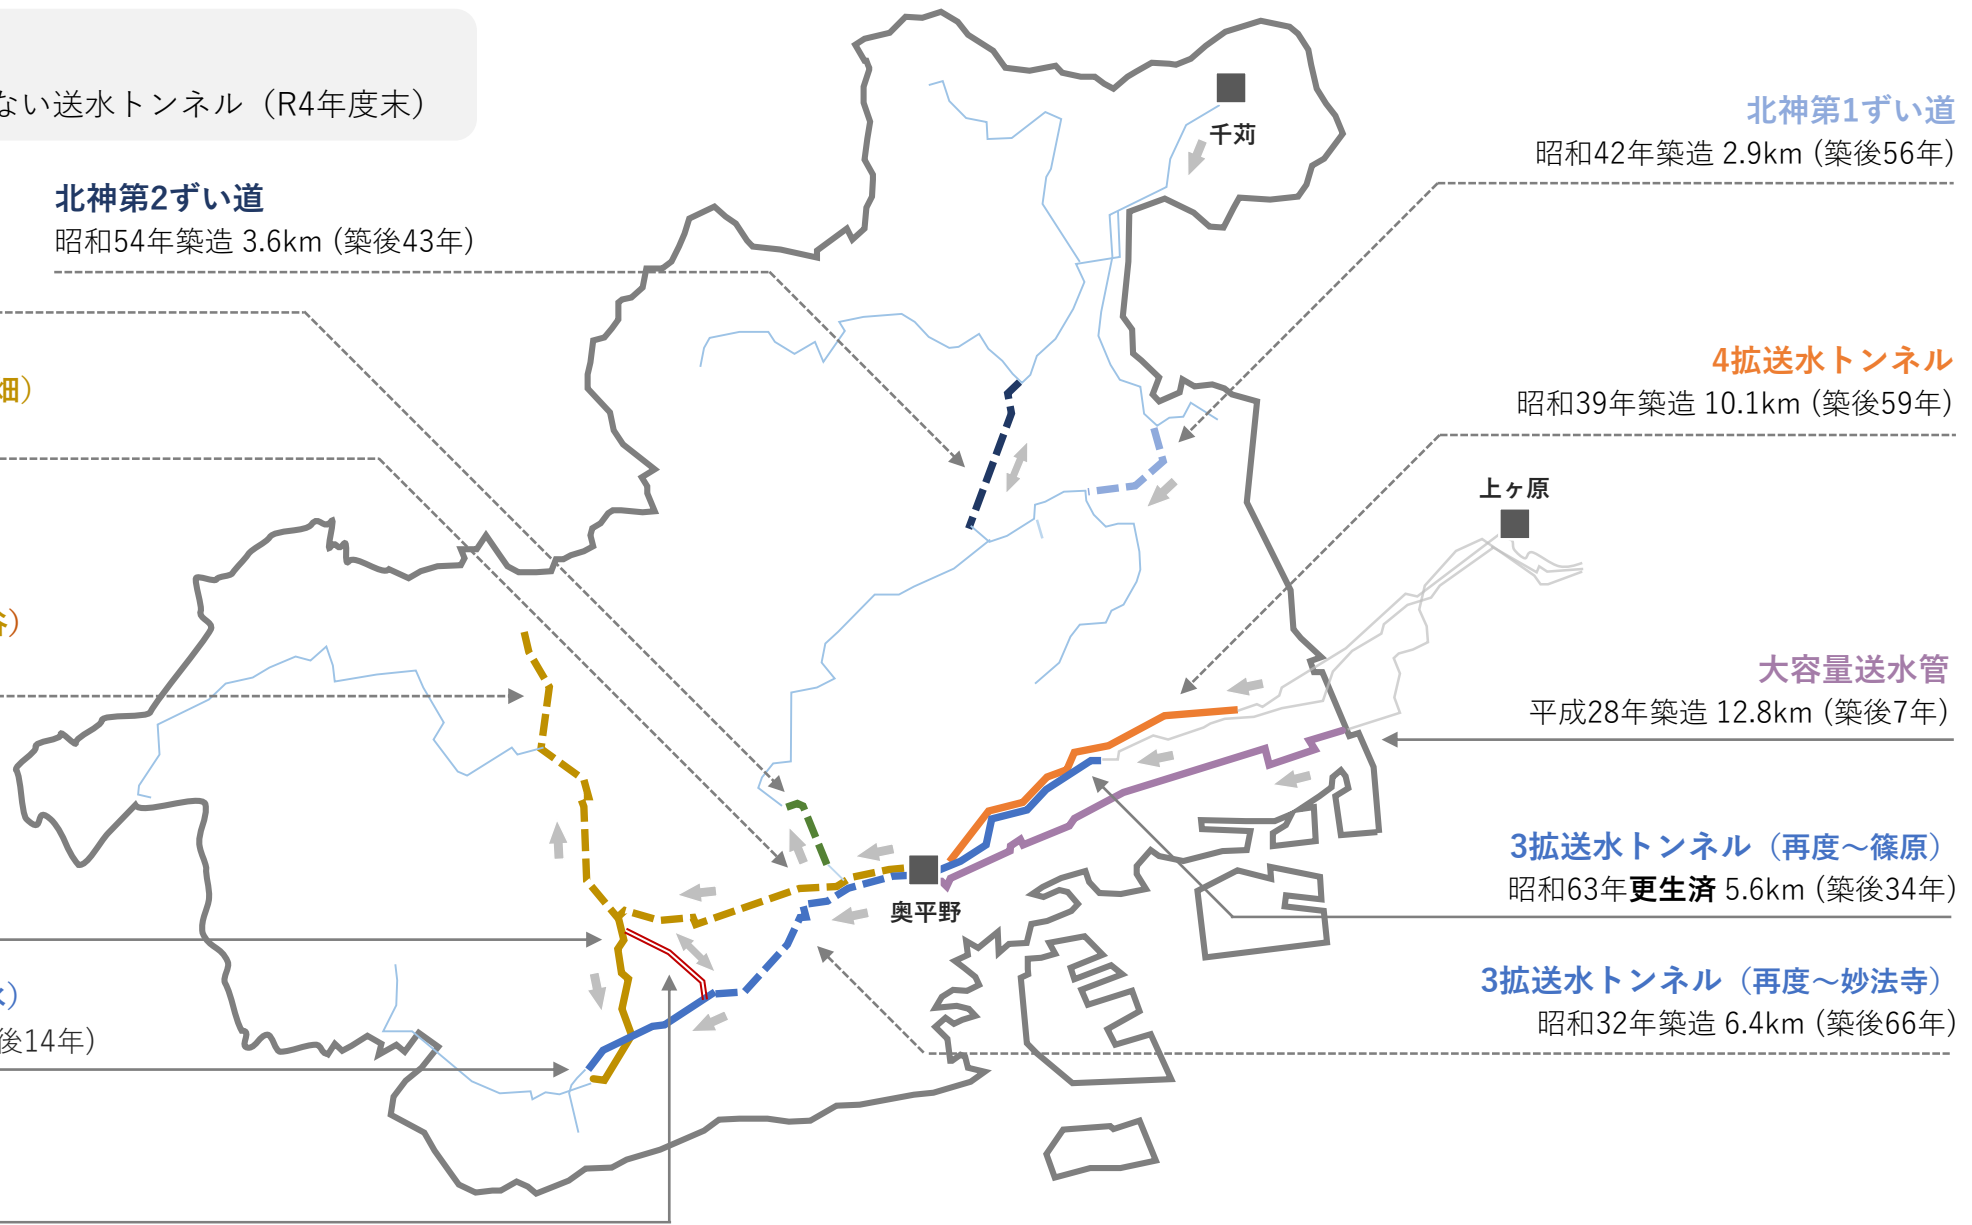 ない送水トンネル（R4年度末）
千苅
北神第1ずい道
昭和42年築造 2.9km (築後56年)
北神第2ずい道
昭和54年築造 3.6km (築後43年)
畑）
4拡送水トンネル
昭和39年築造 10.1km (築後59年)
上ヶ原
谷）
大容量送水管
平成28年築造 12.8km (築後7年)
3拡送水トンネル（再度～篠原）
昭和63年更生済 5.6km (築後34年)
奥平野
3拡送水トンネル（再度～妙法寺）
昭和32年築造 6.4km (築後66年)
後14年）